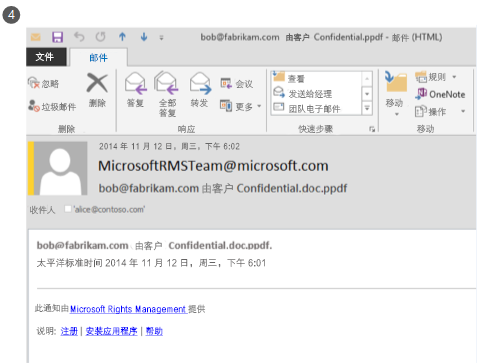 4
bob@fabrikam.com 由客户 Confidential.ppdf - 邮件 (HTML)
文件 邮件
忽略
垃圾邮件
删除
答复
全部答复
转发
会议
更多
查看
发送给经理
团队电子邮件
移动
规则
OneNote
操作
删除 响应 快速步骤 移动
2014 年 11 月 12 日，周三，下午 6:02
MicrosoftRMSTeam@microsoft.com
bob@fabrikam.com 由客户 Confidential.doc.ppdf
收件人 'alice@contoso.com'
bob@fabrikam.com 由客户 Confidential.doc.ppdf.
太平洋标准时间 2014 年 11 月 12 日，周三，下午 6:01
此通知由 Microsoft Rights Management 提供
说明: 注册 | 安装应用程序 | 帮助